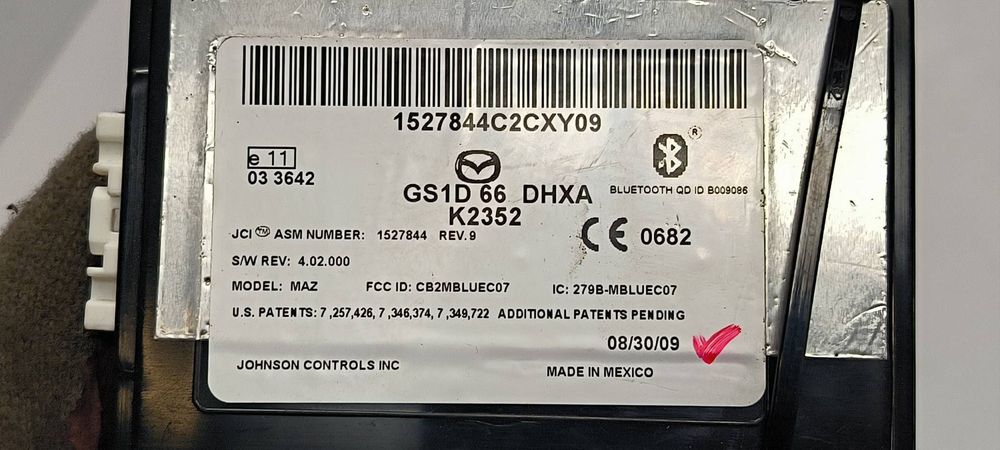 1527844C2CXY09
e 11
03 3642
®
BLUETOOTH QD ID B009086
GS1D 66 DHXA
K2352
JCI™ ASM NUMBER: 1527844 REV. 9
CE 0682
S/W REV: 4.02.000
MODEL: MAZ FCC ID: CB2MBLUEC07 IC: 279B-MBLUEC07
U.S. PATENTS: 7 ,257,426, 7 ,346,374, 7 ,349,722 ADDITIONAL PATENTS PENDING
08/30/09
JOHNSON CONTROLS INC MADE IN MEXICO